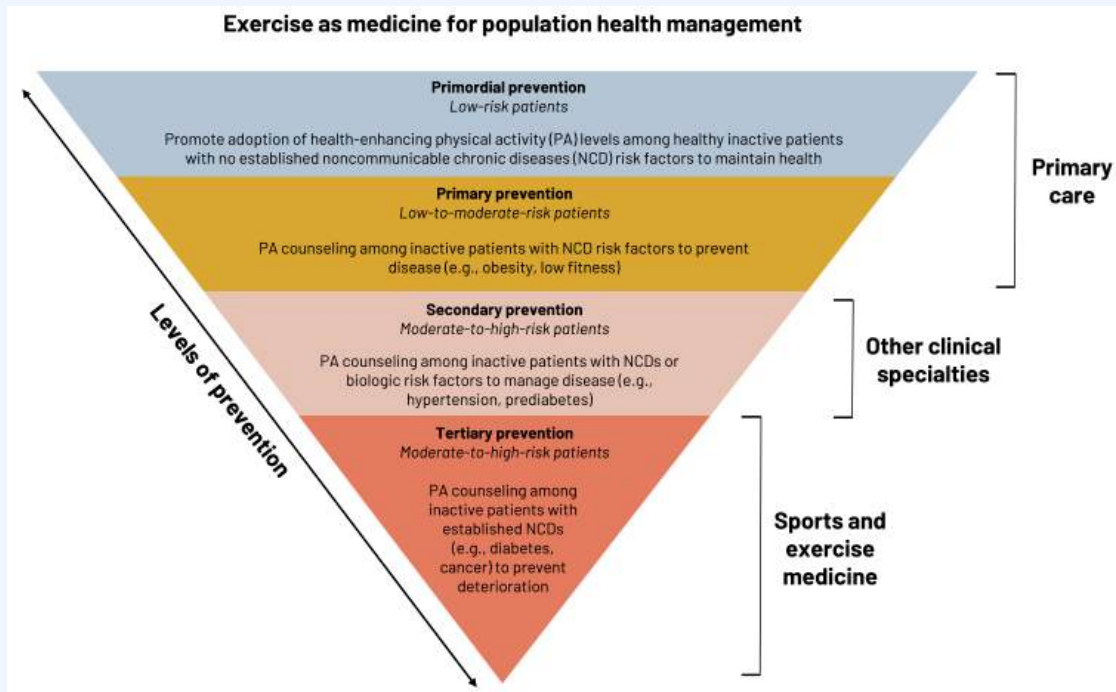 Exercise as medicine for population health management
Primordial prevention
Low-risk patients
Promote adoption of health-enhancing physical activity (PA) levels among healthy inactive patients
with no established noncommunicable chronic diseases (NCD) risk factors to maintain health
Primary prevention
Low-to-moderate-risk patients
PA counseling among inactive patients with NCD risk factors to prevent
disease (e.g., obesity, low fitness)
Secondary prevention
Moderate-to-high-risk patients
PA counseling among inactive patients with NCDs or
biologic risk factors to manage disease (e.g.,
hypertension, prediabetes)
Tertiary prevention
Moderate-to-high-risk patients
PA counseling among
inactive patients with
established NCDs
(e.g., diabetes,
cancer) to prevent
deterioration
Levels of prevention
Primary
care
Other clinical
specialties
Sports and
exercise
medicine